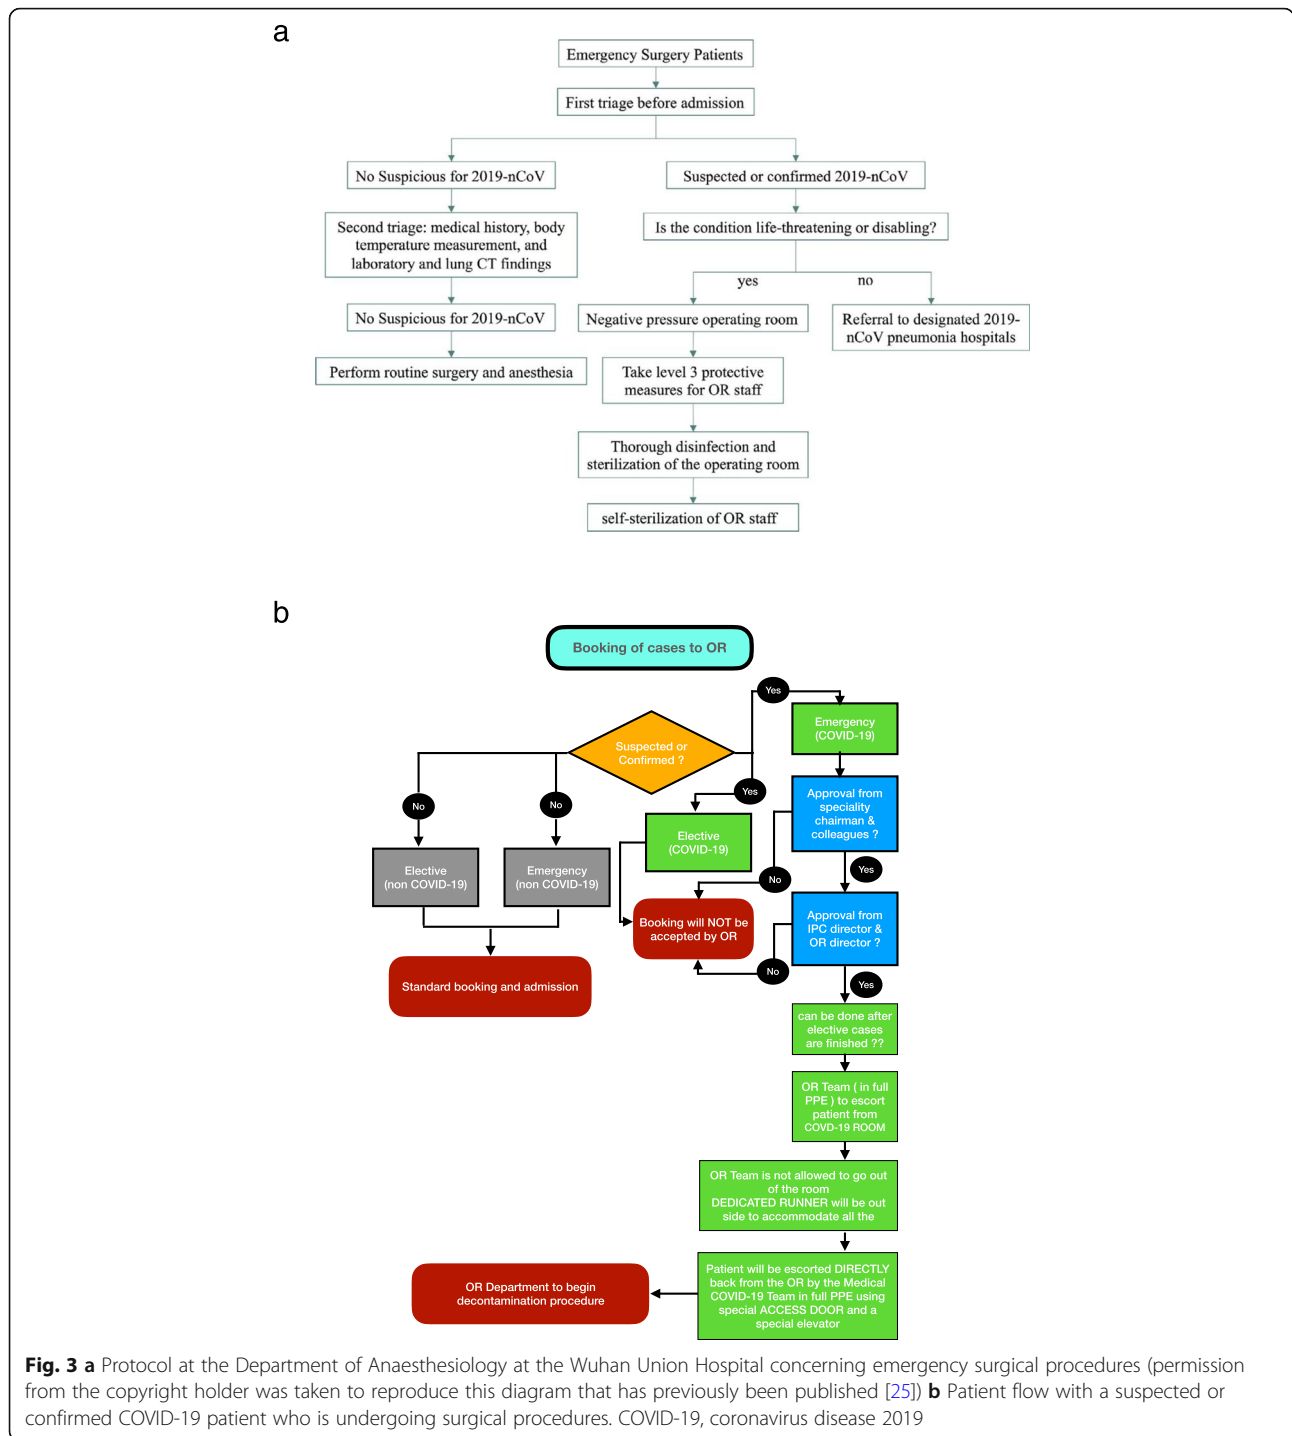 a
Emergency Surgery Patients
First triage before admission
No Suspicious for 2019-nCoV
Suspected or confirmed 2019-nCoV
Second triage: medical history, body
temperature measurement, and
laboratory and lung CT findings
Is the condition life-threatening or disabling?
yes
no
No Suspicious for 2019-nCoV
Negative pressure operating room
Referral to designated 2019-
nCoV pneumonia hospitals
Perform routine surgery and anesthesia
Take level 3 protective
measures for OR staff
Thorough disinfection and
sterilization of the operating room
self-sterilization of OR staff
b
Booking of cases to OR
Yes
Emergency
(COVID-19)
Suspected or
Confirmed ?
No
No
Yes
Approval from
speciality
chairman &
colleagues ?
Elective
(non COVID-19)
Emergency
(non COVID-19)
Elective
(COVID-19)
No
Yes
Booking will NOT be
accepted by OR
Approval from
IPC director &
OR director ?
No
Yes
Standard booking and admission
can be done after
elective cases
are finished ??
OR Team ( in full
PPE ) to escort
patient from
COVD-19 ROOM
OR Team is not allowed to go out
of the room
DEDICATED RUNNER will be out
side to accommodate all the
Patient will be escorted DIRECTLY
back from the OR by the Medical
COVID-19 Team in full PPE using
special ACCESS DOOR and a
special elevator
OR Department to begin
decontamination procedure
Fig. 3 a Protocol at the Department of Anaesthesiology at the Wuhan Union Hospital concerning emergency surgical procedures (permission
from the copyright holder was taken to reproduce this diagram that has previously been published [25]) b Patient flow with a suspected or
confirmed COVID-19 patient who is undergoing surgical procedures. COVID-19, coronavirus disease 2019